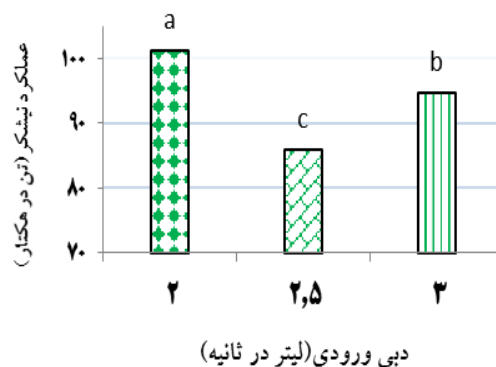 عملکرد نیشکر (تن در هکتار)
۱۰۰
۹۰
۸۰
۷۰
a
c
b
۲
۲,۵
۳
دبی ورودی(لیتر در ثانیه)